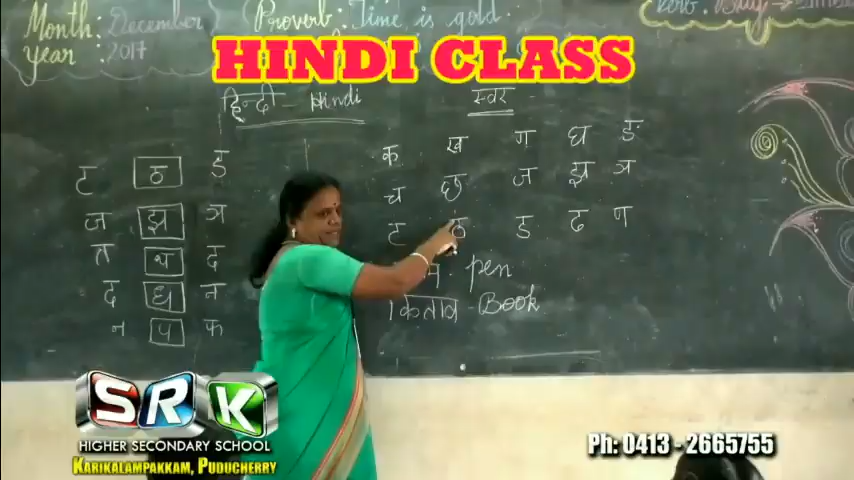 Month: December
Year: 2017
Proverb: Time is gold.
HINDI CLASS
हिन्दी - Hindi
स्वर
ट ठ ड
ज झ ञ
त थ द
द ध न
न प फ
क ख ग घ ङ
च छ ज झ ञ
ट ठ ड ढ ण
pen
किताब - Book
SRK
HIGHER SECONDARY SCHOOL
KARIKALAMPAKKAM, PUDUCHERRY
Ph: 0413 - 2665755